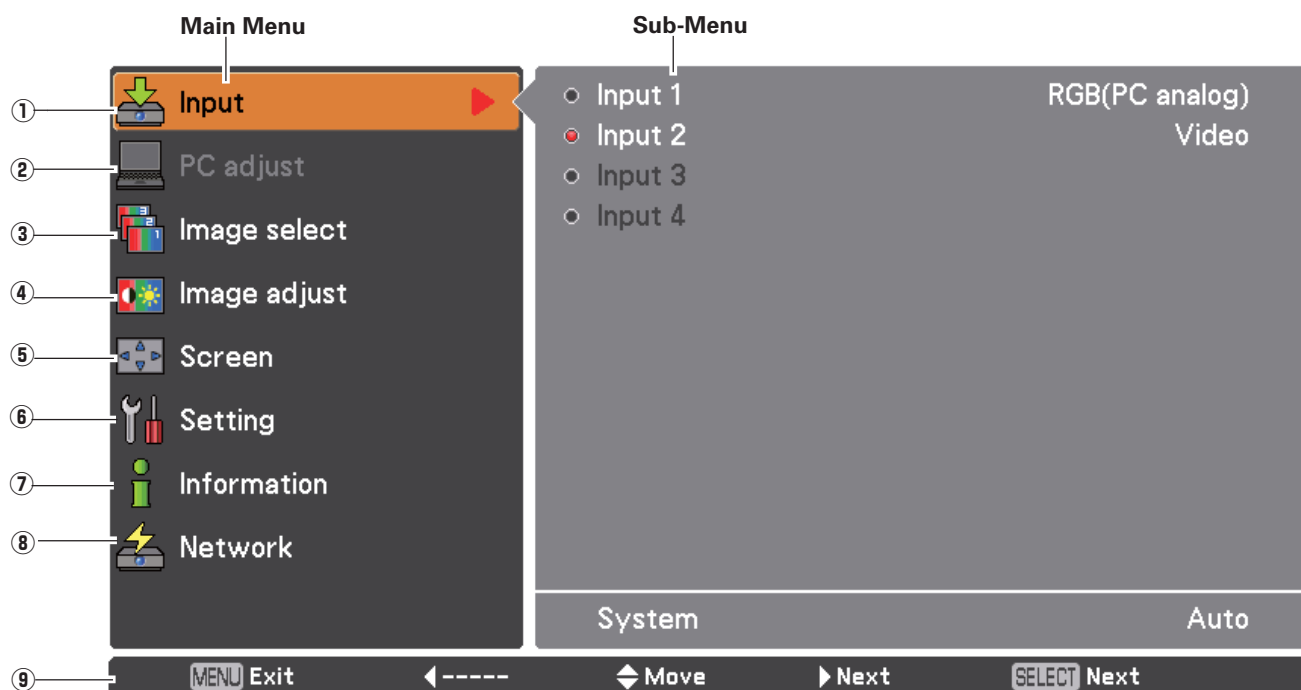 Main Menu
Sub-Menu
① Input
② PC adjust
③ Image select
④ Image adjust
⑤ Screen
⑥ Setting
⑦ Information
⑧ Network
Input 1 RGB(PC analog)
Input 2 Video
Input 3
Input 4
System Auto
⑨ MENU Exit ◀----- Move ▶Next SELECT Next